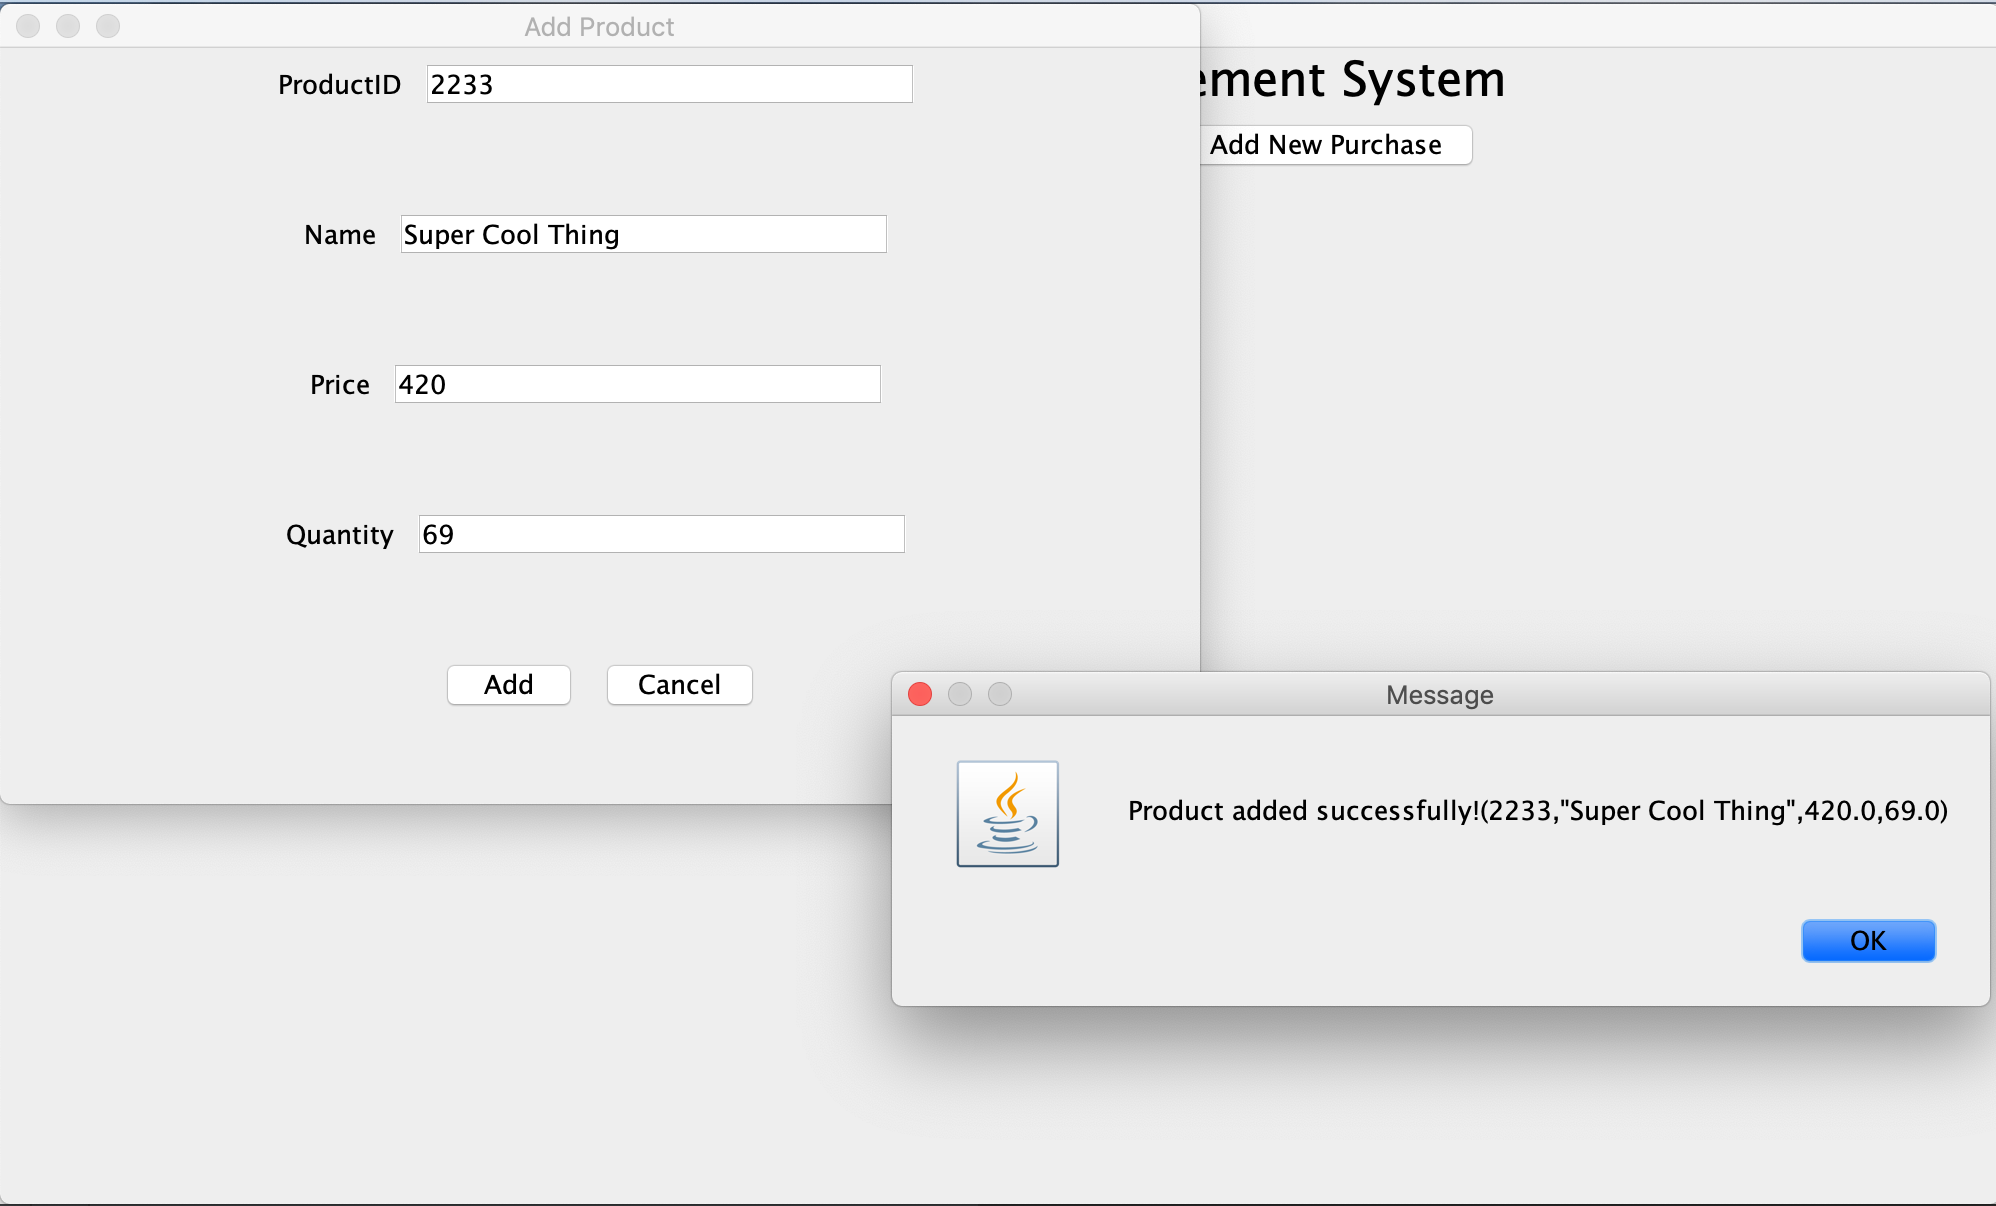 Add Product
ProductID 2233
ement System
Add New Purchase
Name Super Cool Thing
Price 420
Quantity 69
Add Cancel
Message
Product added successfully!(2233,"Super Cool Thing",420.0,69.0)
OK